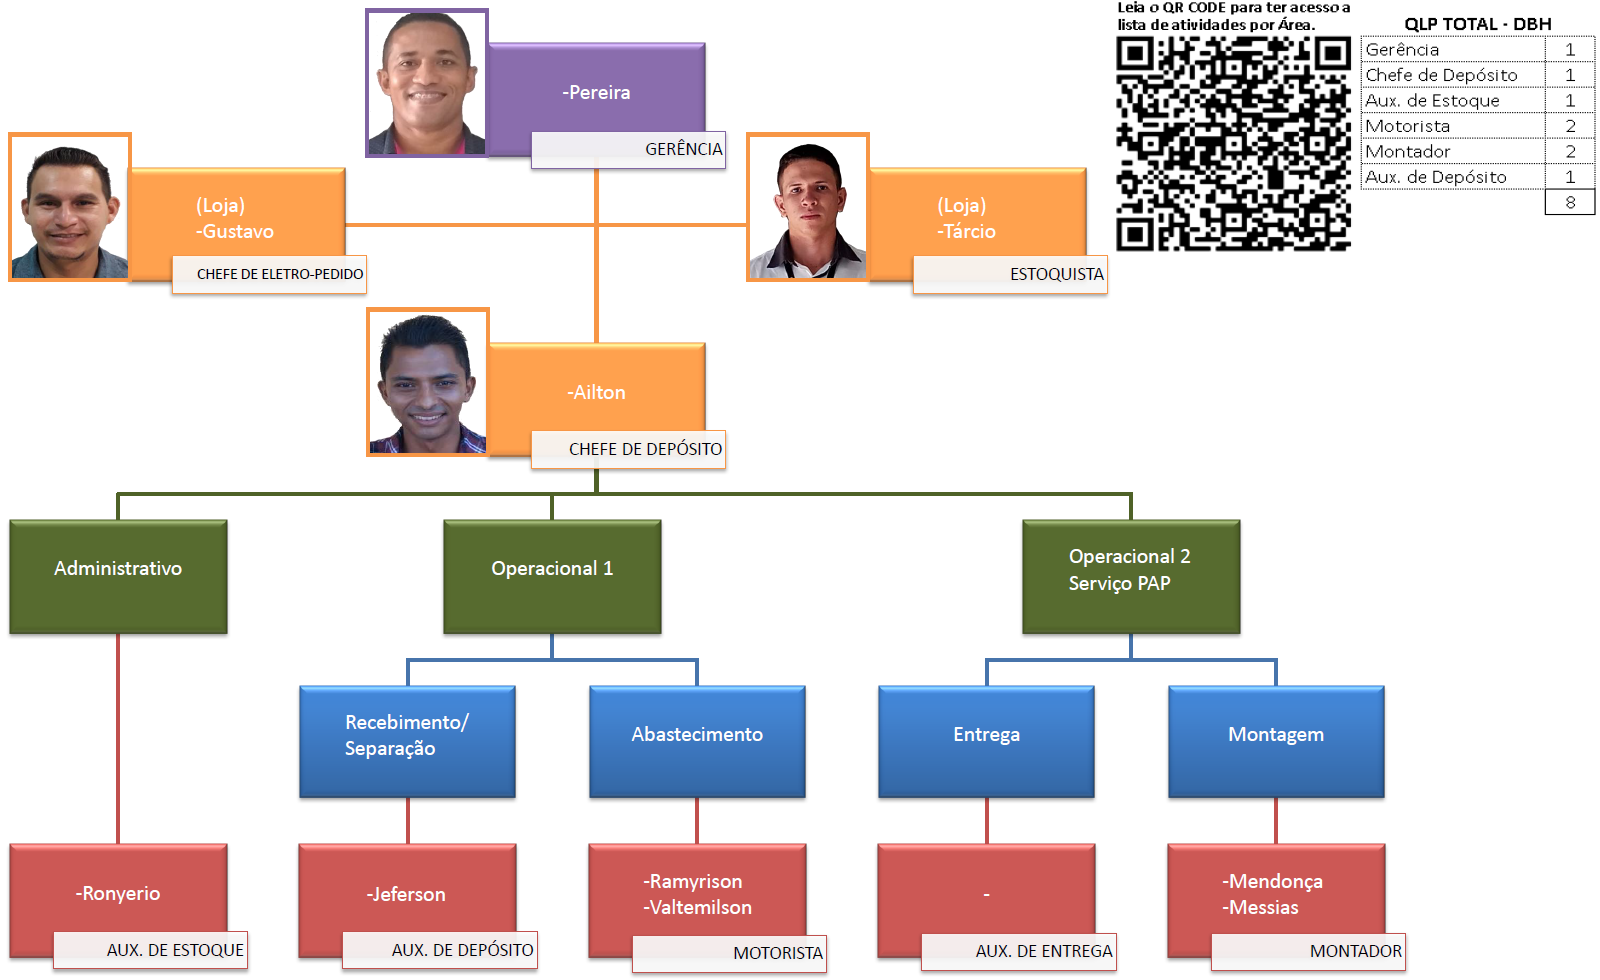 Leia o QR CODE para ter acesso a
lista de atividades por Área.
QLP TOTAL - DBH
Gerência 1
Chefe de Depósito 1
Aux. de Estoque 1
Motorista 2
Montador 2
Aux. de Depósito 1
8
-Pereira
GERÊNCIA
(Loja)
-Gustavo
CHEFE DE ELETRO-PEDIDO
(Loja)
-Tárcio
ESTOQUISTA
-Ailton
CHEFE DE DEPÓSITO
Administrativo
Operacional 1
Operacional 2
Serviço PAP
Recebimento/
Separação
Abastecimento
Entrega
Montagem
-Ronyerio
AUX. DE ESTOQUE
-Jeferson
AUX. DE DEPÓSITO
-Ramyrison
-Valtemilson
MOTORISTA
-
AUX. DE ENTREGA
-Mendonça
-Messias
MONTADOR